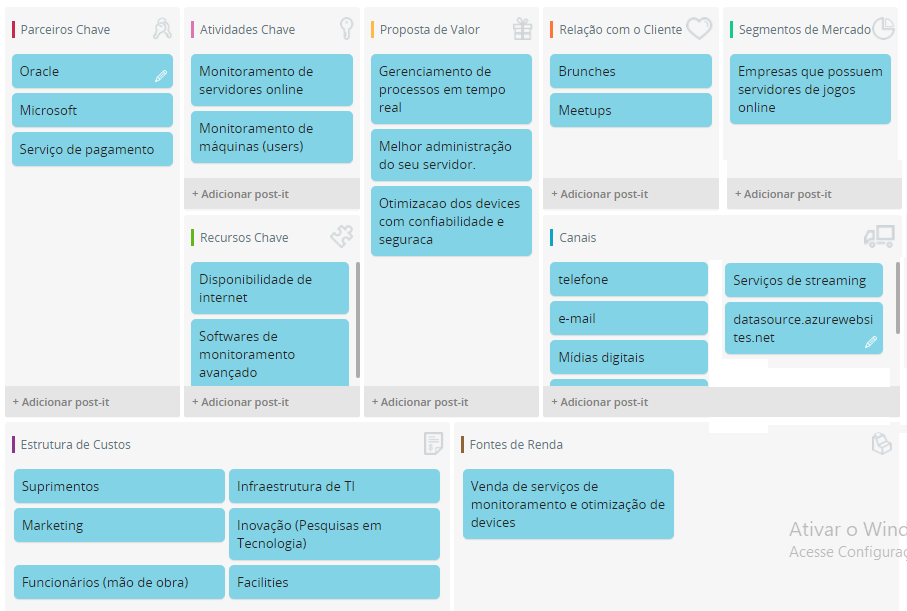 Parceiros Chave
Oracle
Microsoft
Serviço de pagamento
+ Adicionar post-it
Atividades Chave
Monitoramento de
servidores online
Monitoramento de
máquinas (users)
+ Adicionar post-it
Recursos Chave
Disponibilidade de
internet
Softwares de
monitoramento
avançado
+ Adicionar post-it
Proposta de Valor
Gerenciamento de
processos em tempo
real
Melhor administração
do seu servidor.
Otimizacao dos devices
com confiabilidade e
seguraca
+ Adicionar post-it
Relação com o Cliente
Brunches
Meetups
+ Adicionar post-it
Segmentos de Mercado
Empresas que possuem
servidores de jogos
online
+ Adicionar post-it
Canais
telefone
e-mail
Mídias digitais
Serviços de streaming
datasource.azurewebsi
tes.net
+ Adicionar post-it
Estrutura de Custos
Suprimentos
Marketing
Funcionários (mão de obra)
Infraestrutura de TI
Inovação (Pesquisas em
Tecnologia)
Facilities
Fontes de Renda
Venda de serviços de
monitoramento e otimização de
devices
Ativar o Wind
Acesse Configuraç